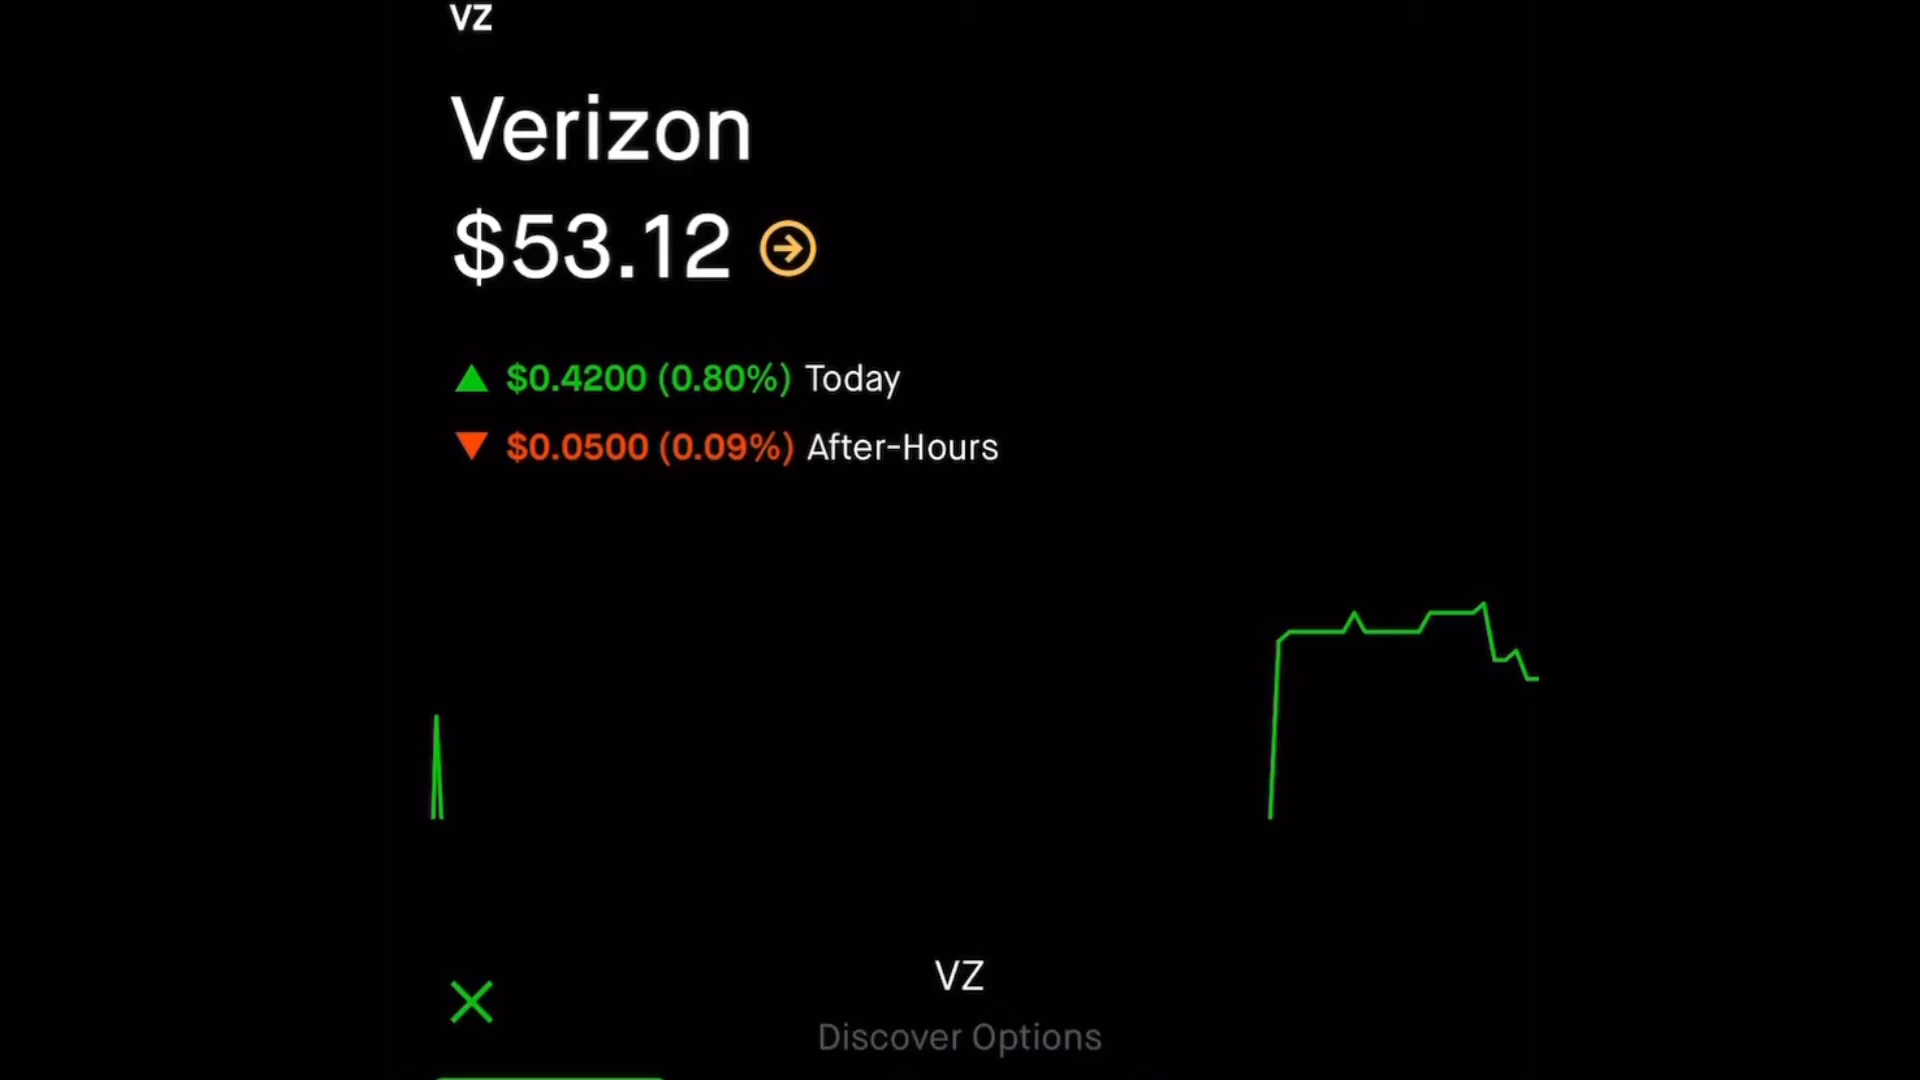 VZ
Verizon
$53.12
$0.4200 (0.80%) Today
$0.0500 (0.09%) After-Hours
VZ
Discover Options